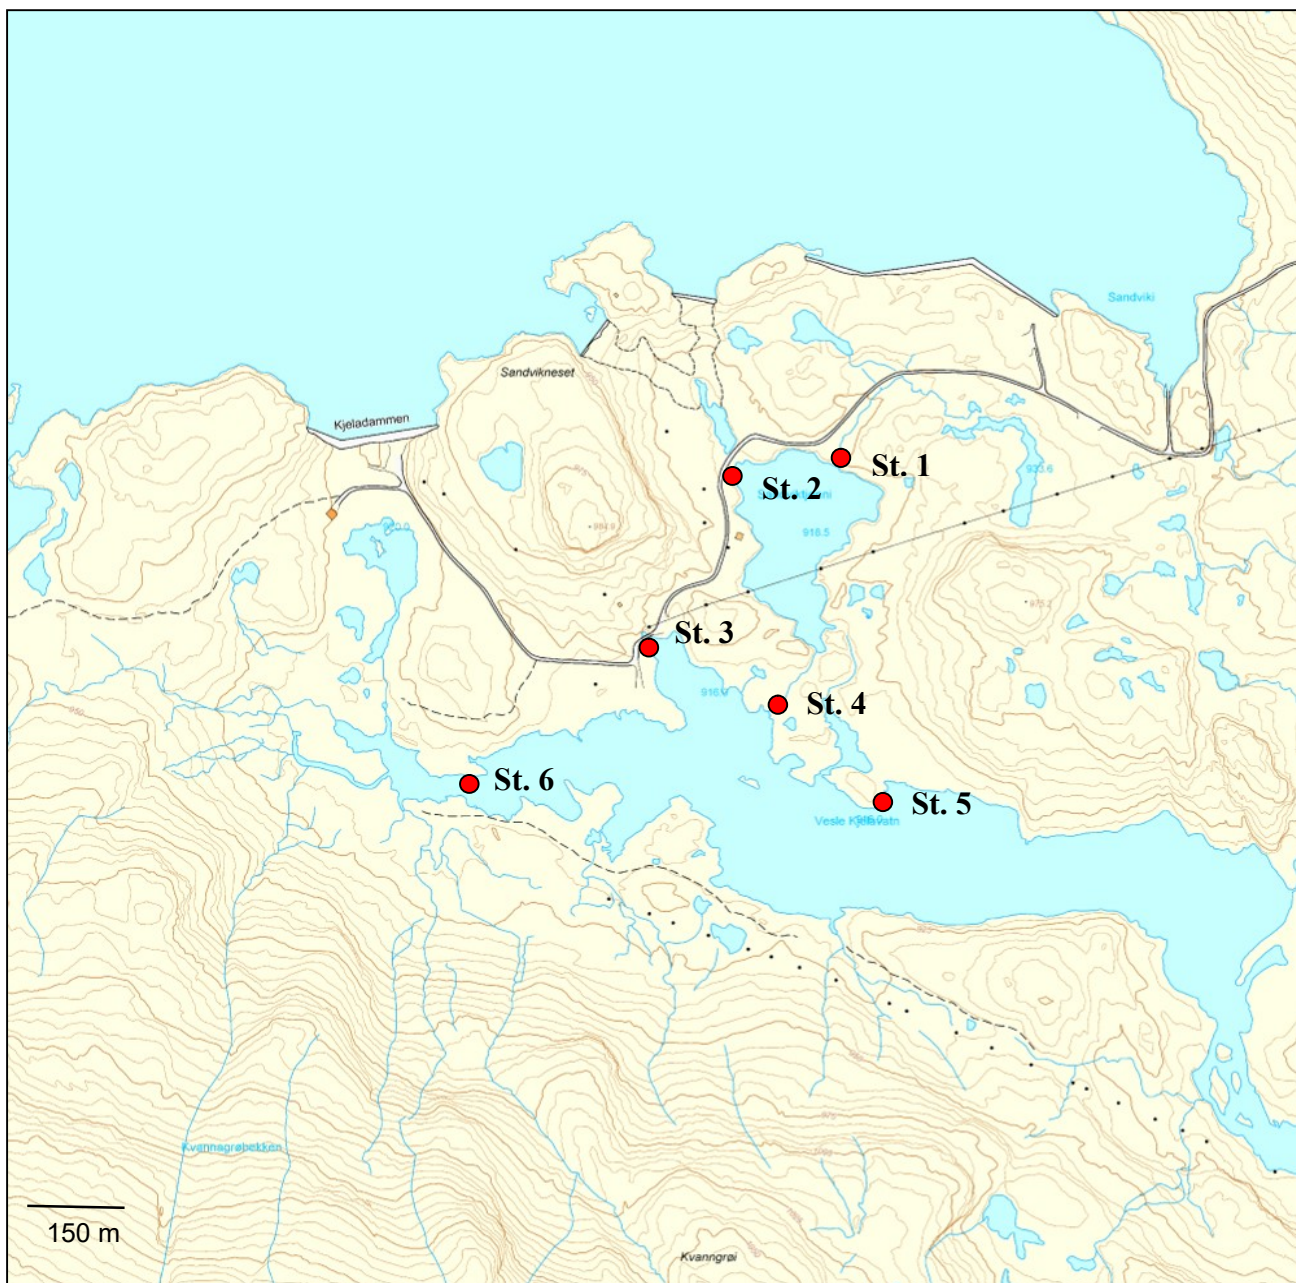 Sandviki
Sandvikneset
Kjeladammen
St. 1
St. 2
918.5
St. 3
St. 4
St. 6
St. 5
Vesle Kjelavatn
Kvannagrøbekken
150 m
Kvanngrøi